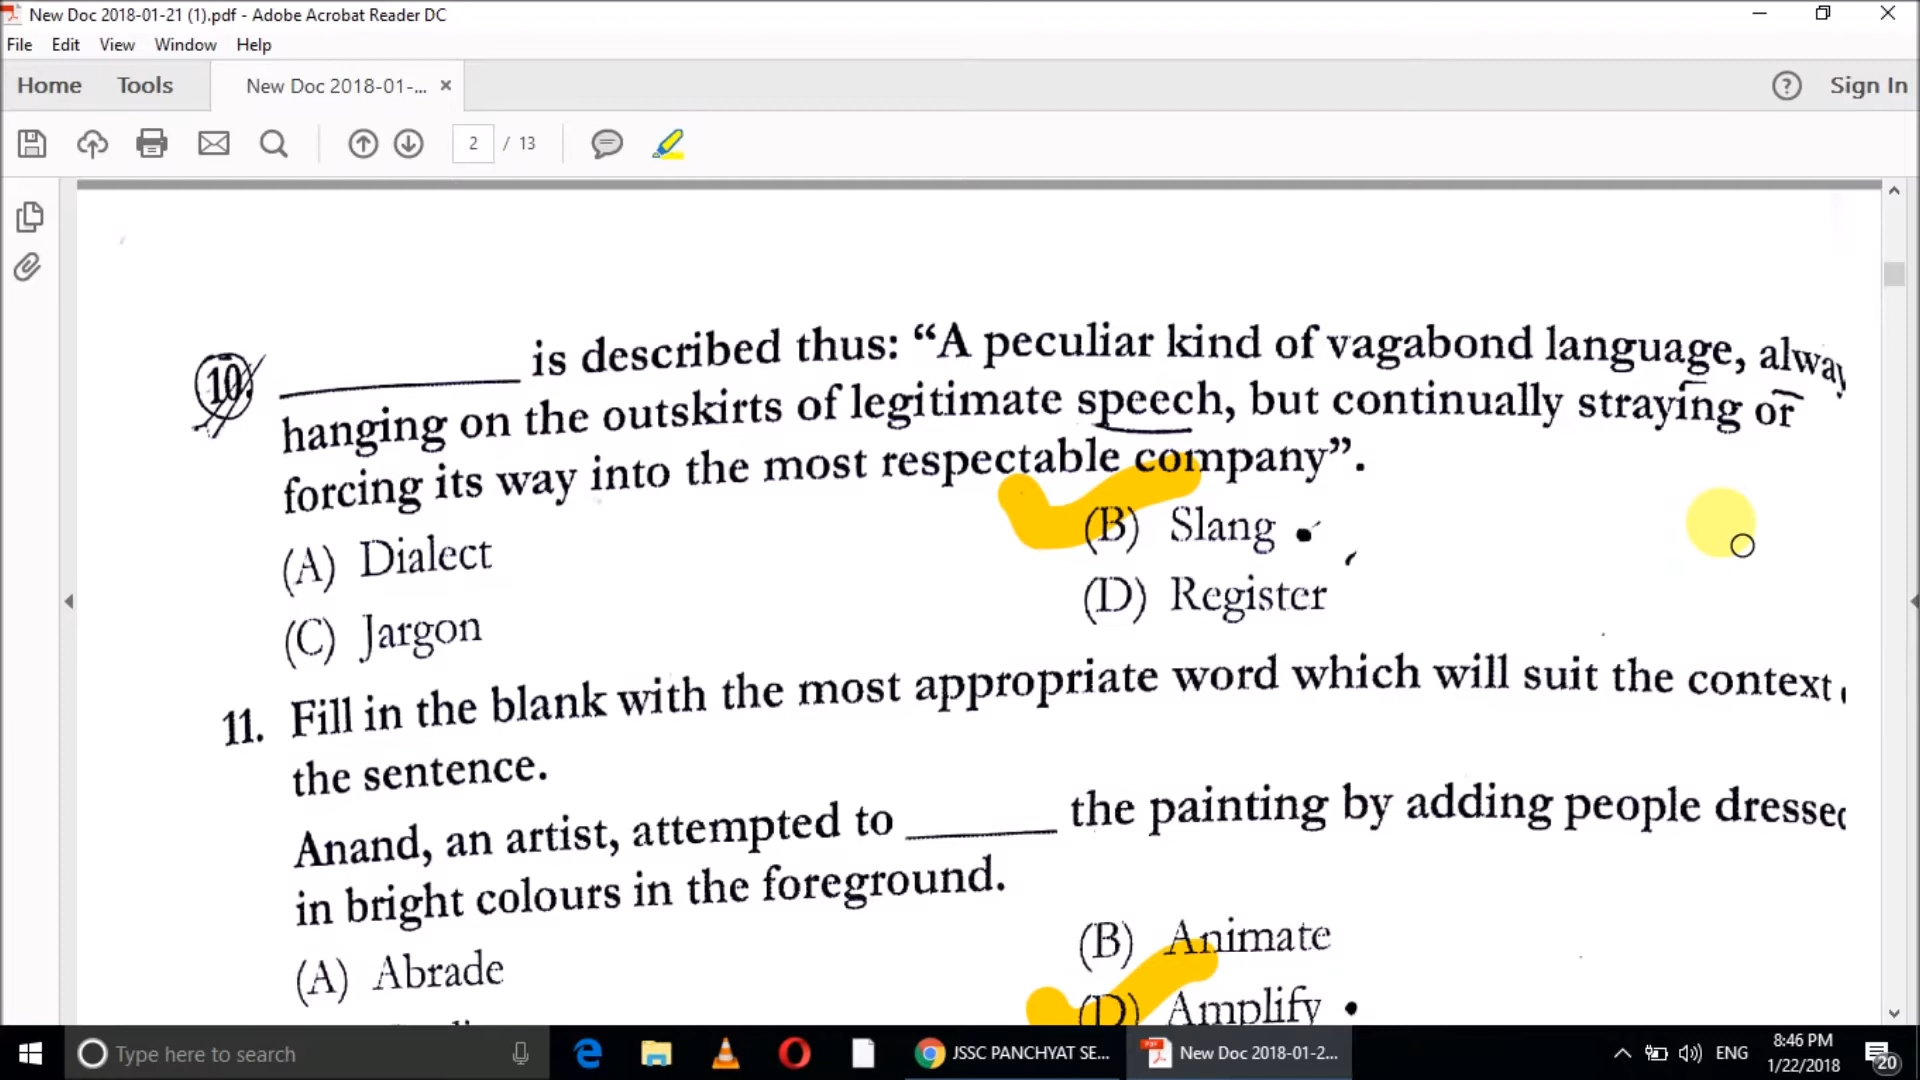 New Doc 2018-01-21 (1).pdf - Adobe Acrobat Reader DC
File Edit View Window Help
Home Tools New Doc 2018-01-... × Sign In
2 / 13
10. ________ is described thus: “A peculiar kind of vagabond language, alway
hanging on the outskirts of legitimate speech, but continually straying or
forcing its way into the most respectable company”.
(A) Dialect (B) Slang
(C) Jargon (D) Register
11. Fill in the blank with the most appropriate word which will suit the context
the sentence.
Anand, an artist, attempted to ______ the painting by adding people dressed
in bright colours in the foreground.
(A) Abrade (B) Animate
(D) Amplify
Type here to search JSSC PANCHYAT SE... New Doc 2018-01-2... ENG 8:46 PM
1/22/2018 20